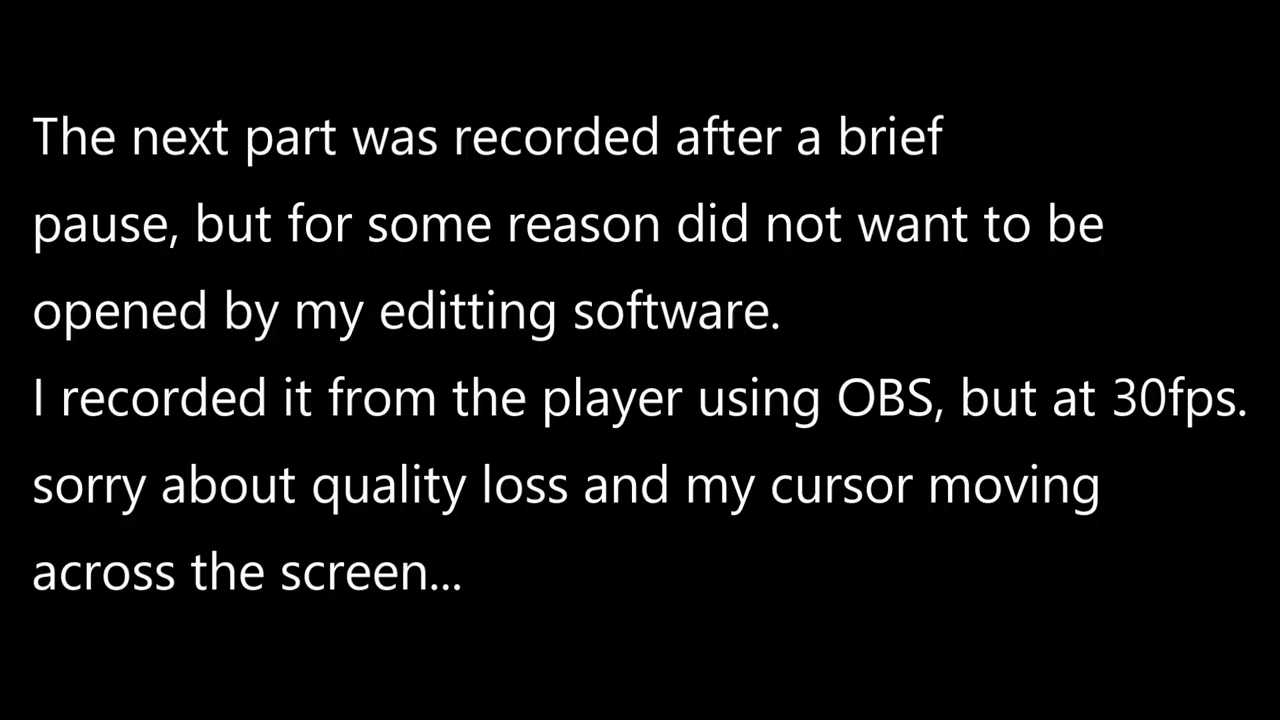 The next part was recorded after a brief
pause, but for some reason did not want to be
opened by my editting software.
I recorded it from the player using OBS, but at 30fps.
sorry about quality loss and my cursor moving
across the screen...